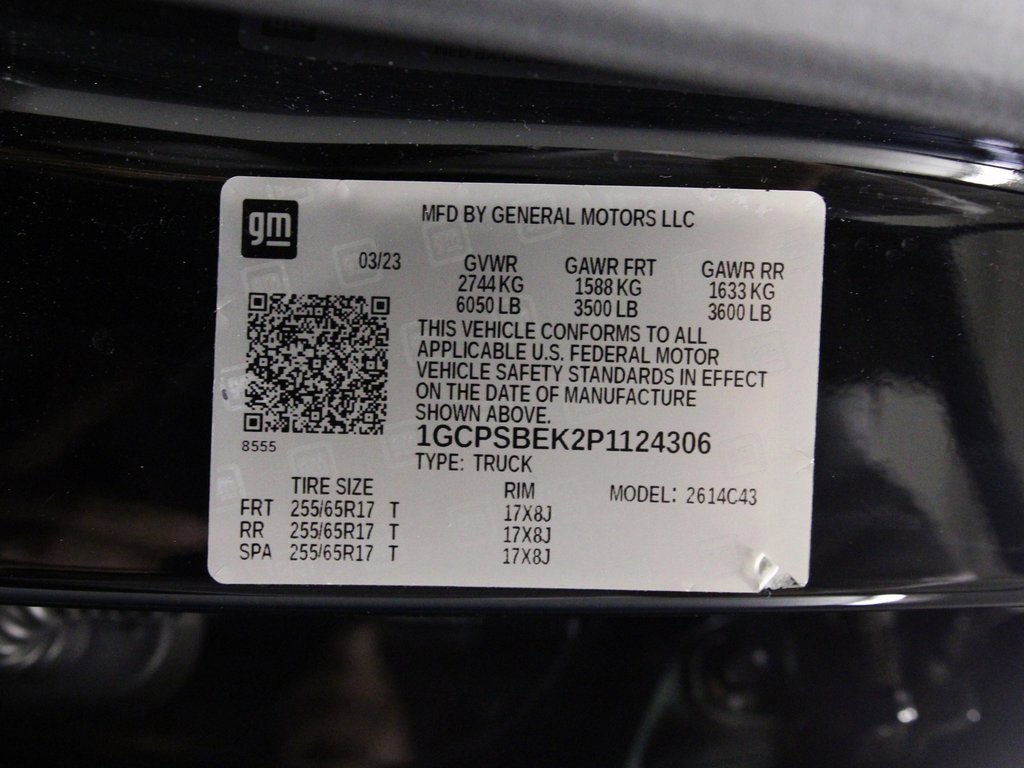 gm
MFD BY GENERAL MOTORS LLC
03/23
GVWR GAWR FRT GAWR RR
2744 KG 1588 KG 1633 KG
6050 LB 3500 LB 3600 LB
THIS VEHICLE CONFORMS TO ALL
APPLICABLE U.S. FEDERAL MOTOR
VEHICLE SAFETY STANDARDS IN EFFECT
ON THE DATE OF MANUFACTURE
SHOWN ABOVE.
8555
1GCPSBEK2P1124306
TYPE: TRUCK
TIRE SIZE RIM MODEL: 2614C43
FRT 255/65R17 T 17X8J
RR 255/65R17 T 17X8J
SPA 255/65R17 T 17X8J